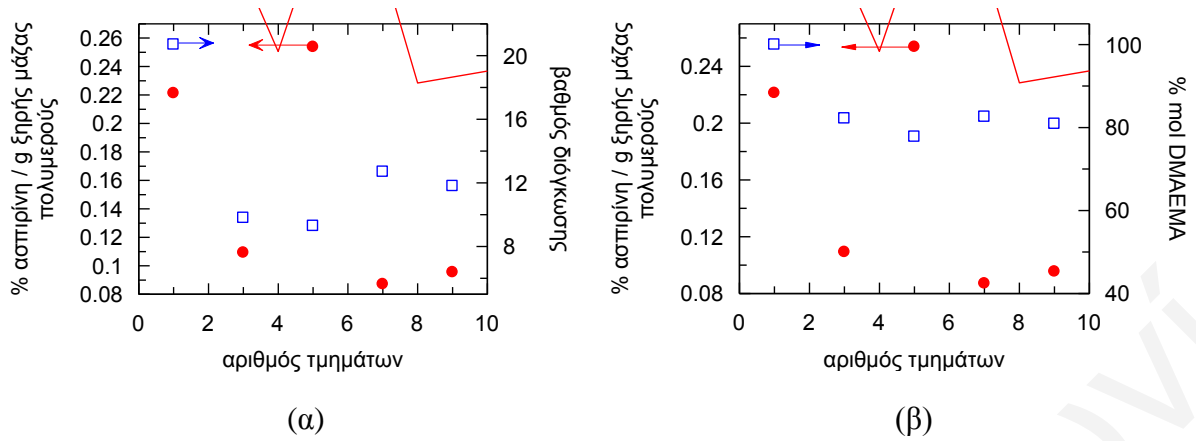 % ασπιρίνη / g ξηρής μάζας
πολυμερούς
0.26
0.24
0.22
0.2
0.18
0.16
0.14
0.12
0.1
0.08
20
16
12
8
βαθμός διόγκωσης
0 2 4 6 8 10
αριθμός τμημάτων
(α)
% ασπιρίνη / g ξηρής μάζας
πολυμερούς
0.24
0.2
0.16
0.12
0.08
100
80
60
40
% mol DMAEMA
0 2 4 6 8 10
αριθμός τμημάτων
(β)